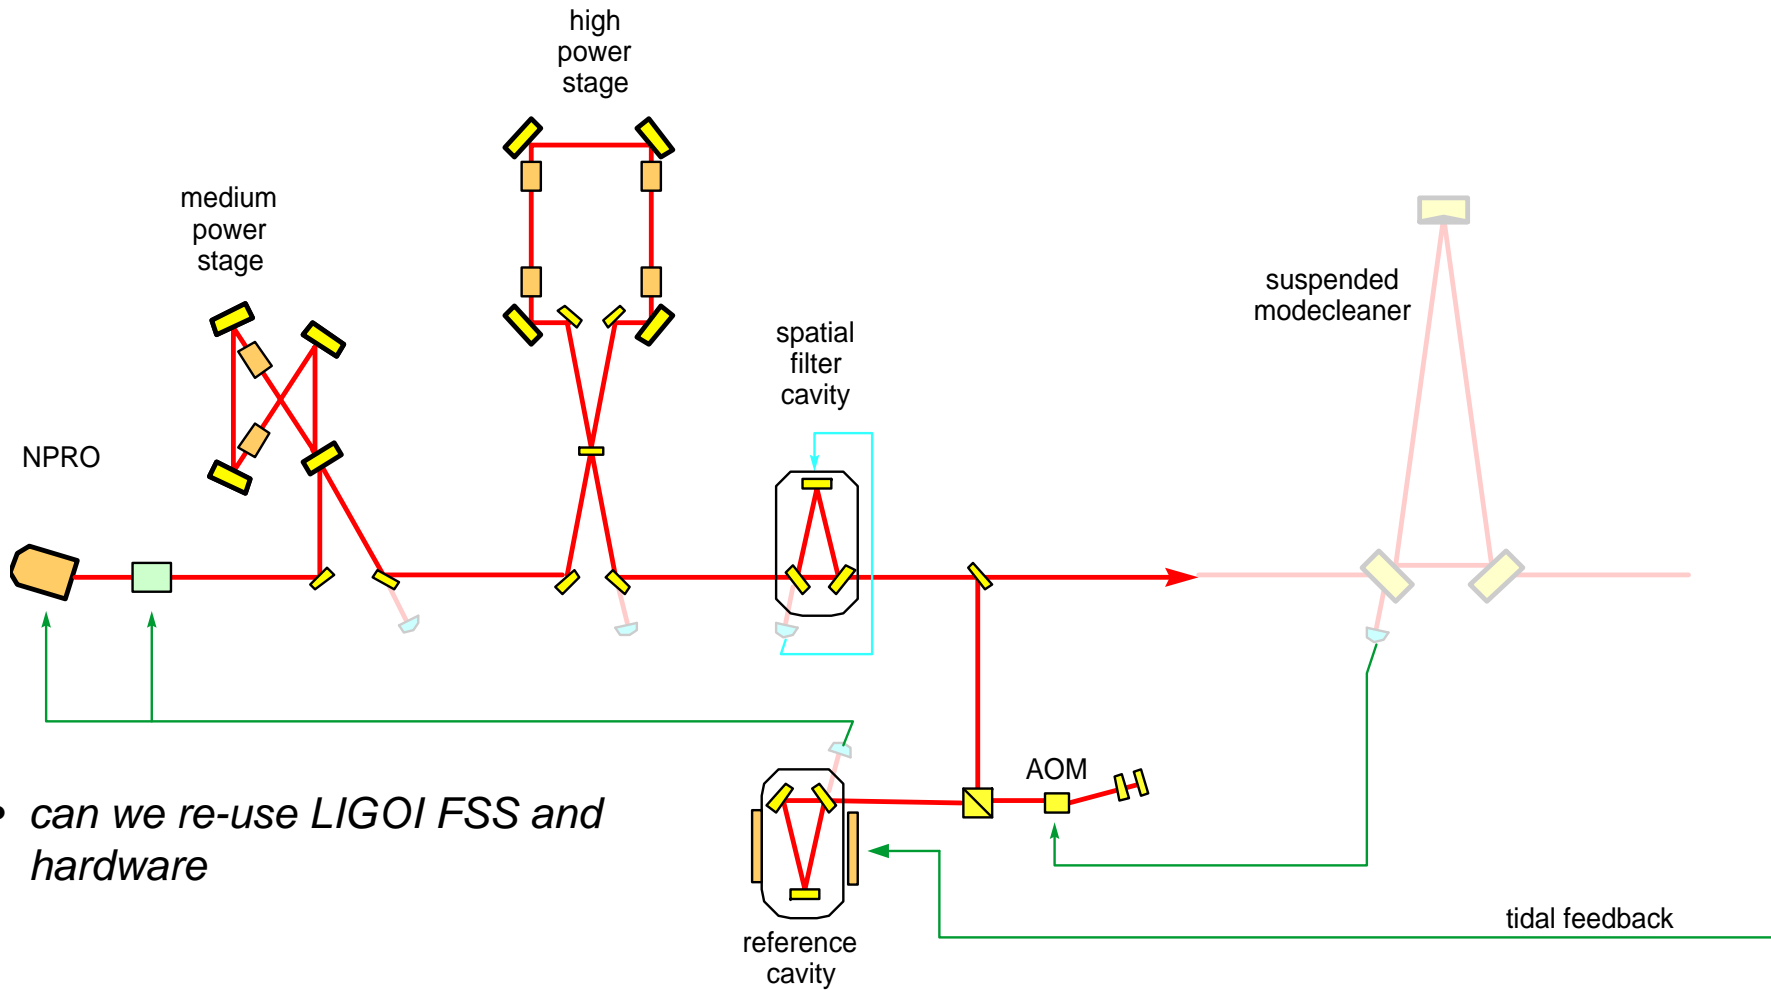 high
power
stage
medium
power
stage
suspended
modecleaner
spatial
filter
cavity
NPRO
AOM
• can we re-use LIGOI FSS and
hardware
tidal feedback
reference
cavity